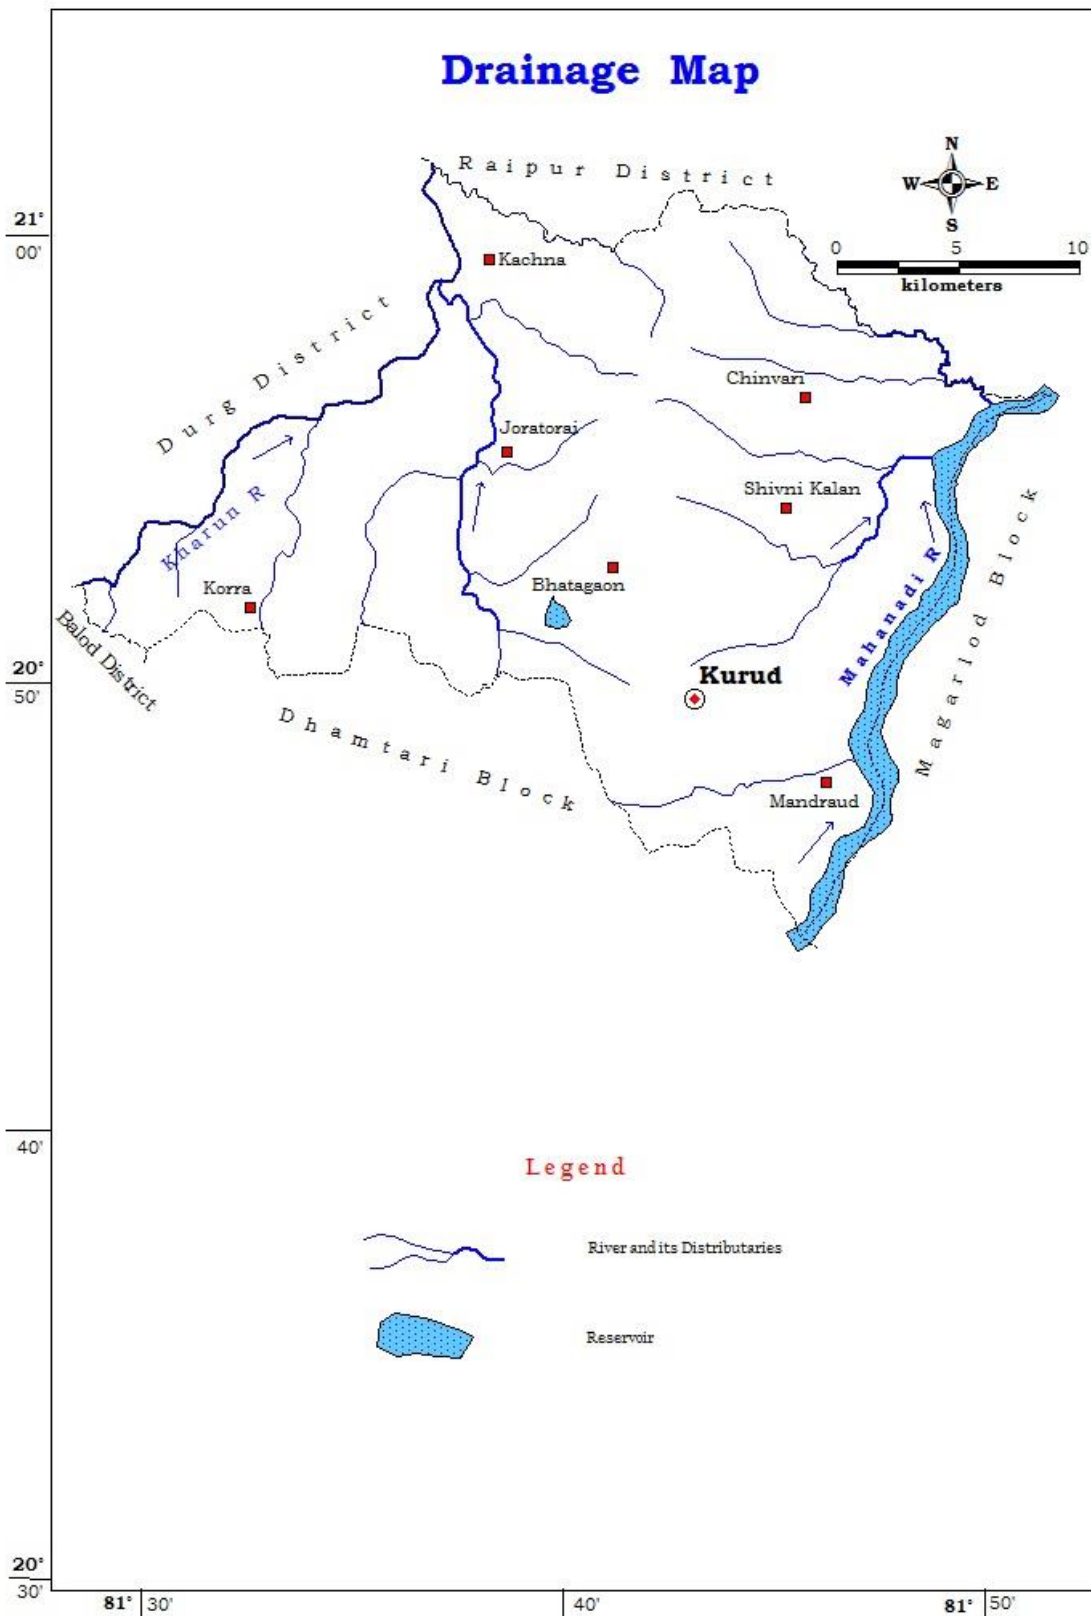 Drainage Map
N
Raipur District
W E
S
21°
00'
0 5 10
kilometers
Kachna
Durg District
Chinvari
Joratorai
Shivni Kalan
Kharun R
Bhatagaon
Korra
Mahanadi R
Magarlod Block
Balod District
20°
50'
Kurud
Dhamtari Block
Mandraud
40'
Legend
River and its Distributaries
Reservoir
20°
30'
81° 30' 40' 81° 50'